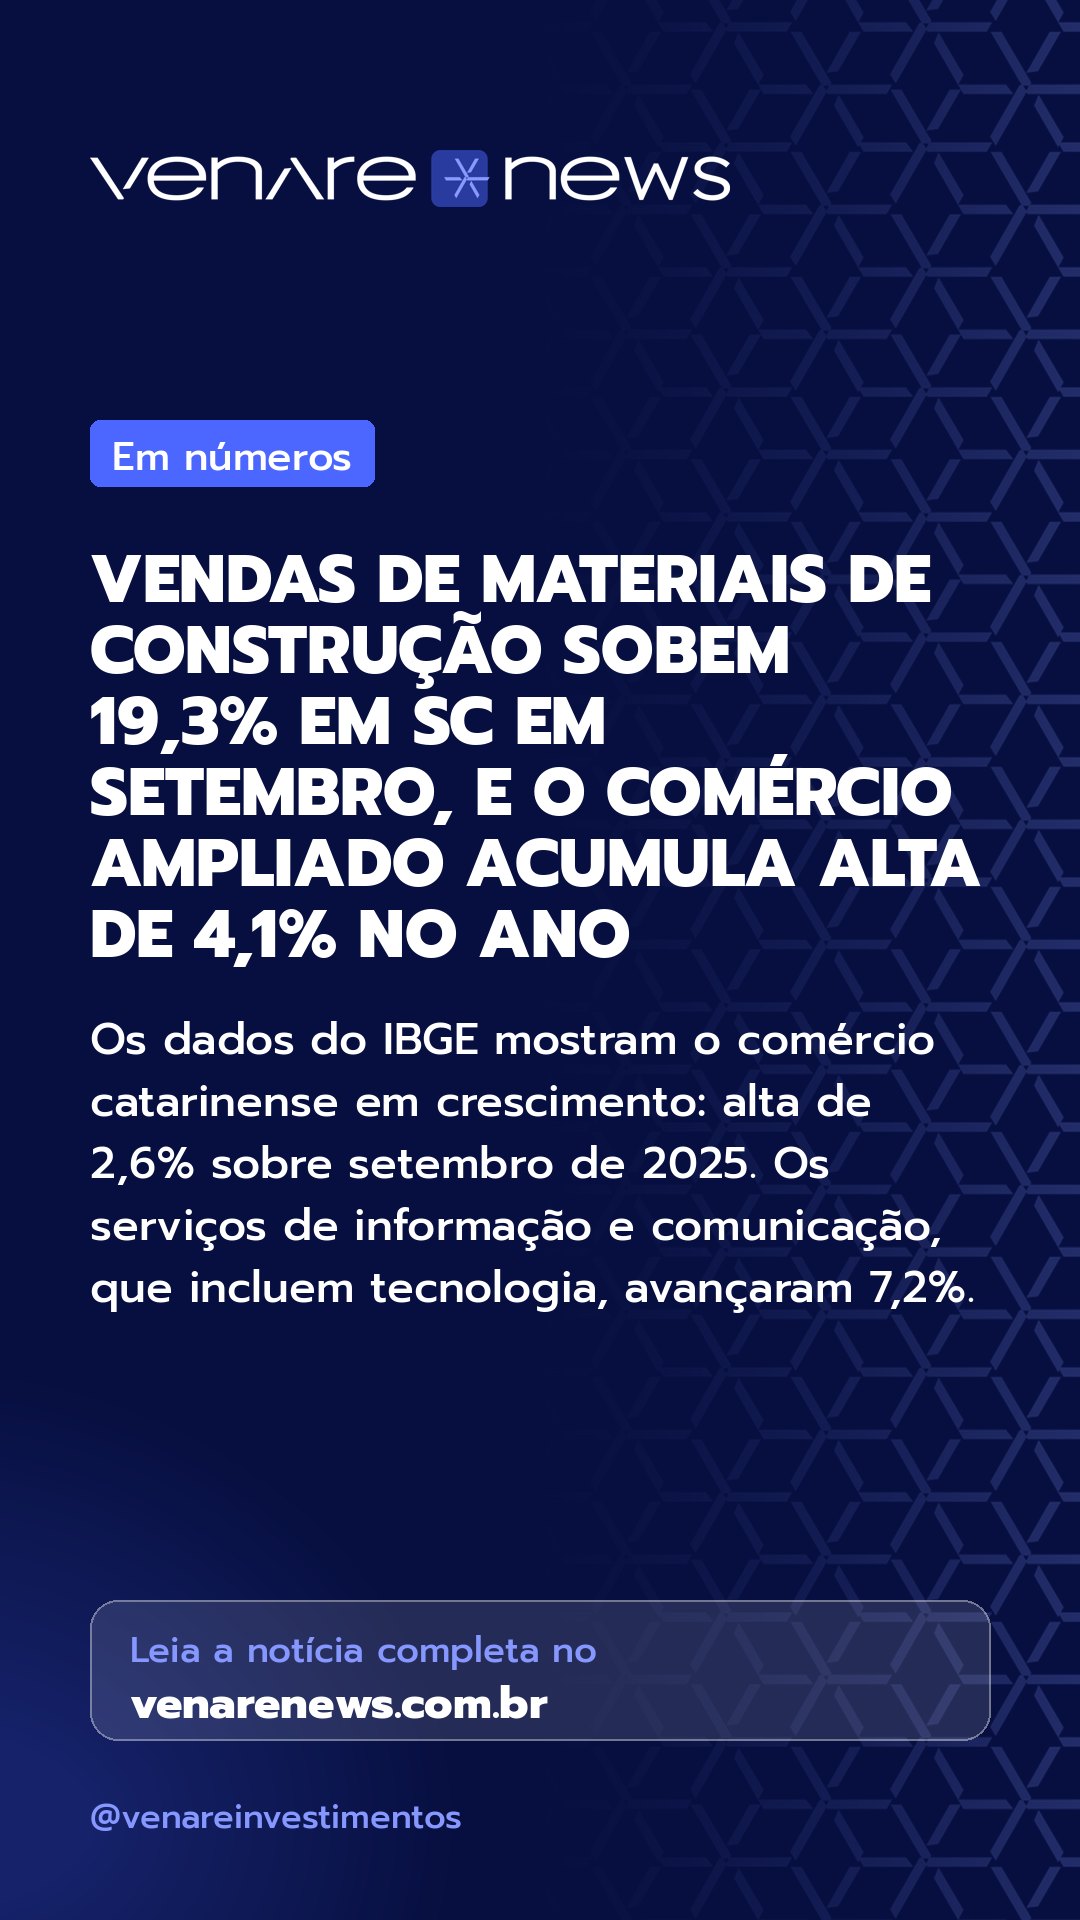 venare news
Em números
VENDAS DE MATERIAIS DE
CONSTRUÇÃO SOBEM
19,3% EM SC EM
SETEMBRO, E O COMÉRCIO
AMPLIADO ACUMULA ALTA
DE 4,1% NO ANO
Os dados do IBGE mostram o comércio
catarinense em crescimento: alta de
2,6% sobre setembro de 2025. Os
serviços de informação e comunicação,
que incluem tecnologia, avançaram 7,2%.
Leia a notícia completa no
venarenews.com.br
@venareinvestimentos